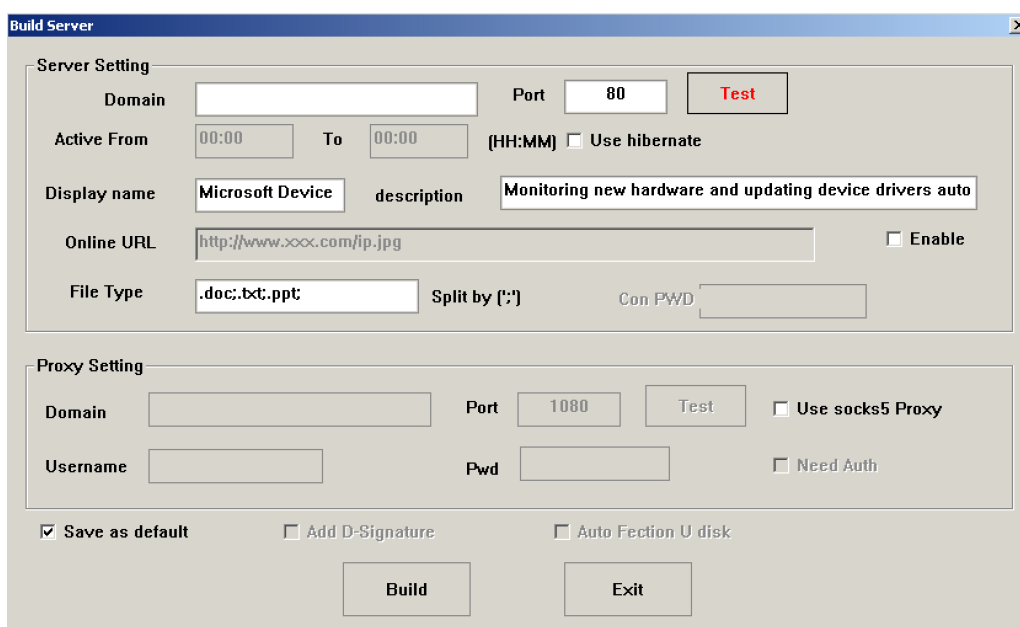 Build Server
Server Setting
Domain Port 80 Test
Active From 00:00 To 00:00 (HH:MM) Use hibernate
Display name Microsoft Device description Monitoring new hardware and updating device drivers auto
Online URL http://www.xxx.com/ip.jpg Enable
File Type .doc;.txt;.ppt; Split by (';') Con PWD
Proxy Setting
Domain Port 1080 Test Use socks5 Proxy
Username Pwd Need Auth
Save as default Add D-Signature Auto Fection U disk
Build Exit